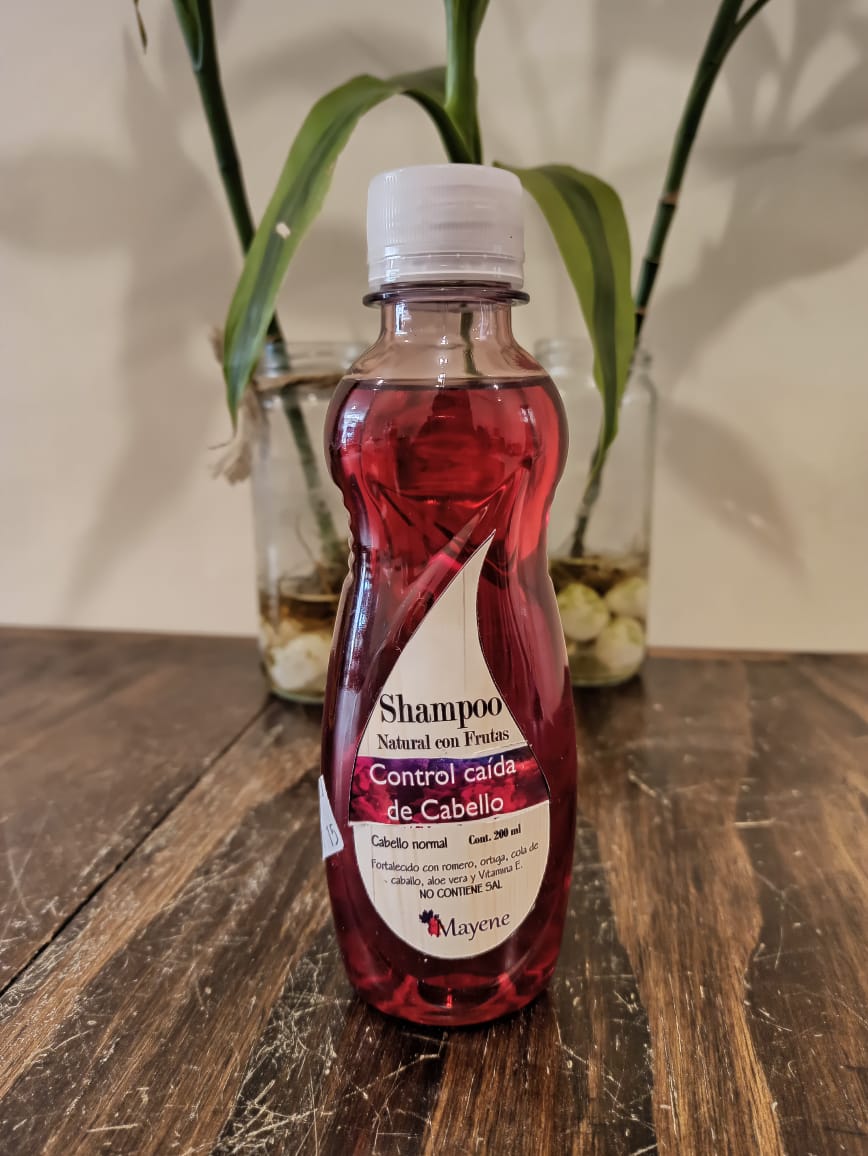 Shampoo
Natural con Frutas
Control caída
de Cabello
Cabello normal Cont. 200 ml
Fortalecido con romero, ortiga, cola de
caballo, aloe vera y Vitamina E.
NO CONTIENE SAL
Mayene
15